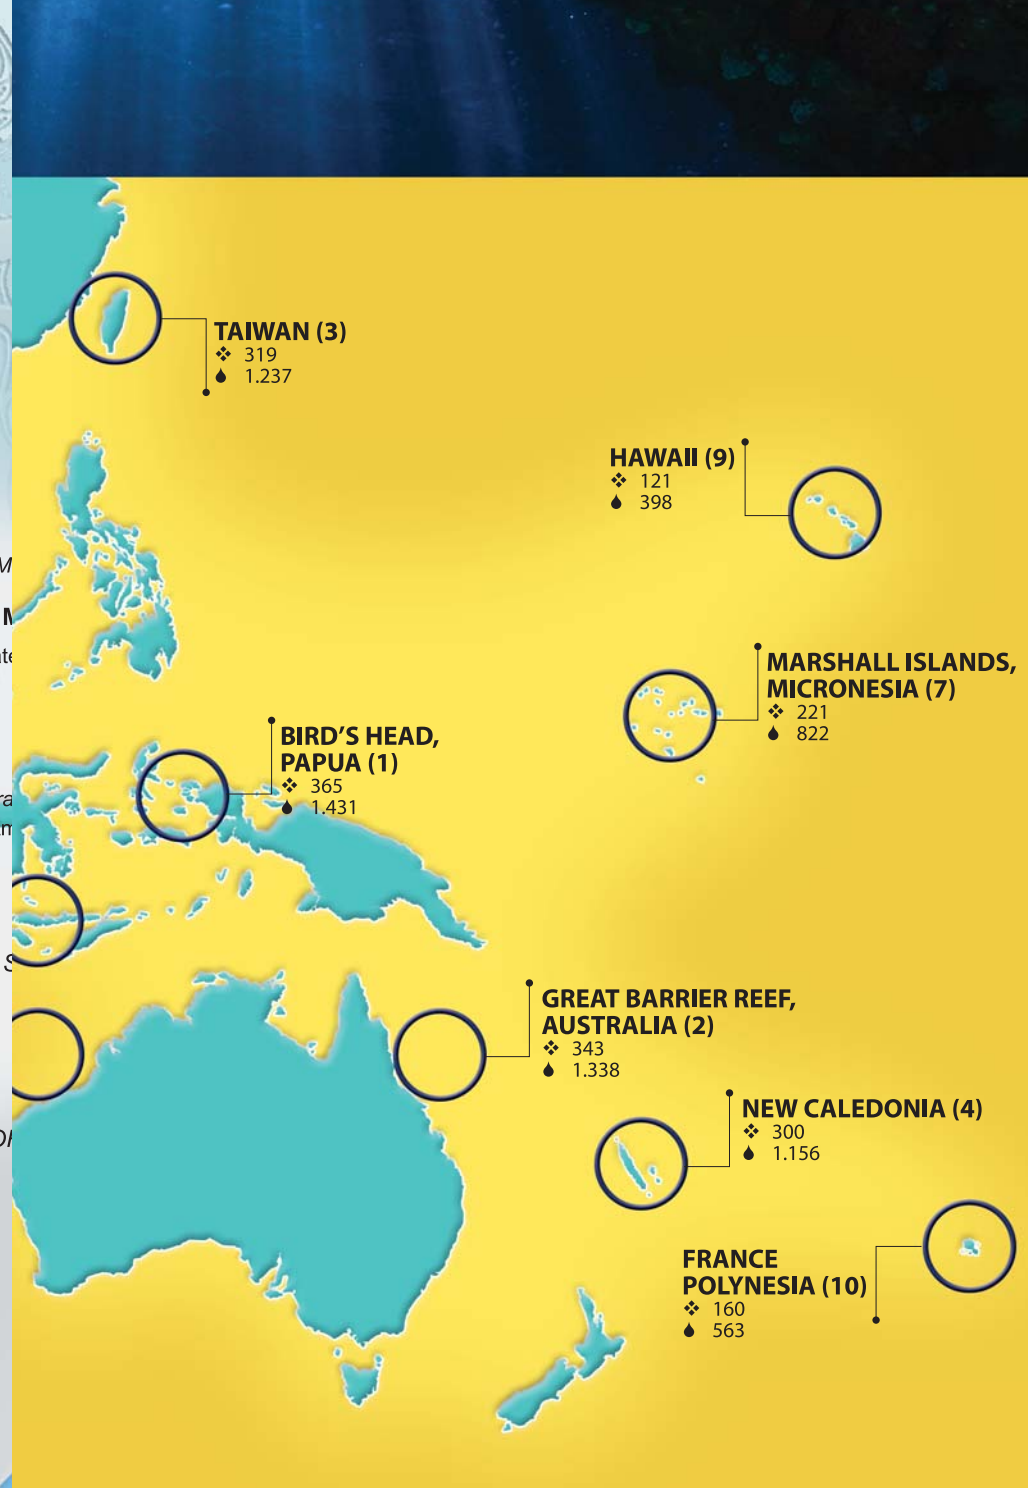 TAIWAN (3)
❖ 319
1.237
HAWAII (9)
❖ 121
398
MARSHALL ISLANDS,
MICRONESIA (7)
❖ 221
822
BIRD'S HEAD,
PAPUA (1)
❖ 365
1.431
GREAT BARRIER REEF,
AUSTRALIA (2)
❖ 343
1.338
NEW CALEDONIA (4)
❖ 300
1.156
FRANCE
POLYNESIA (10)
❖ 160
563